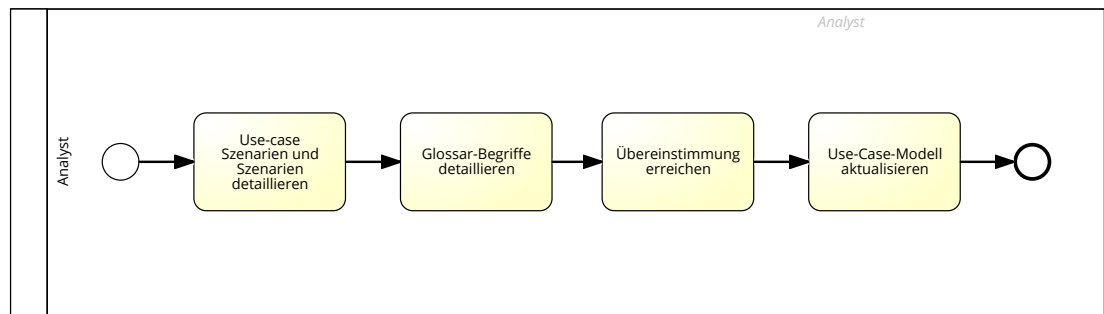 Analyst
Analyst
Use-case
Szenarien und
Szenarien
detaillieren
Glossar-Begriffe
detaillieren
Übereinstimmung
erreichen
Use-Case-Modell
aktualisieren